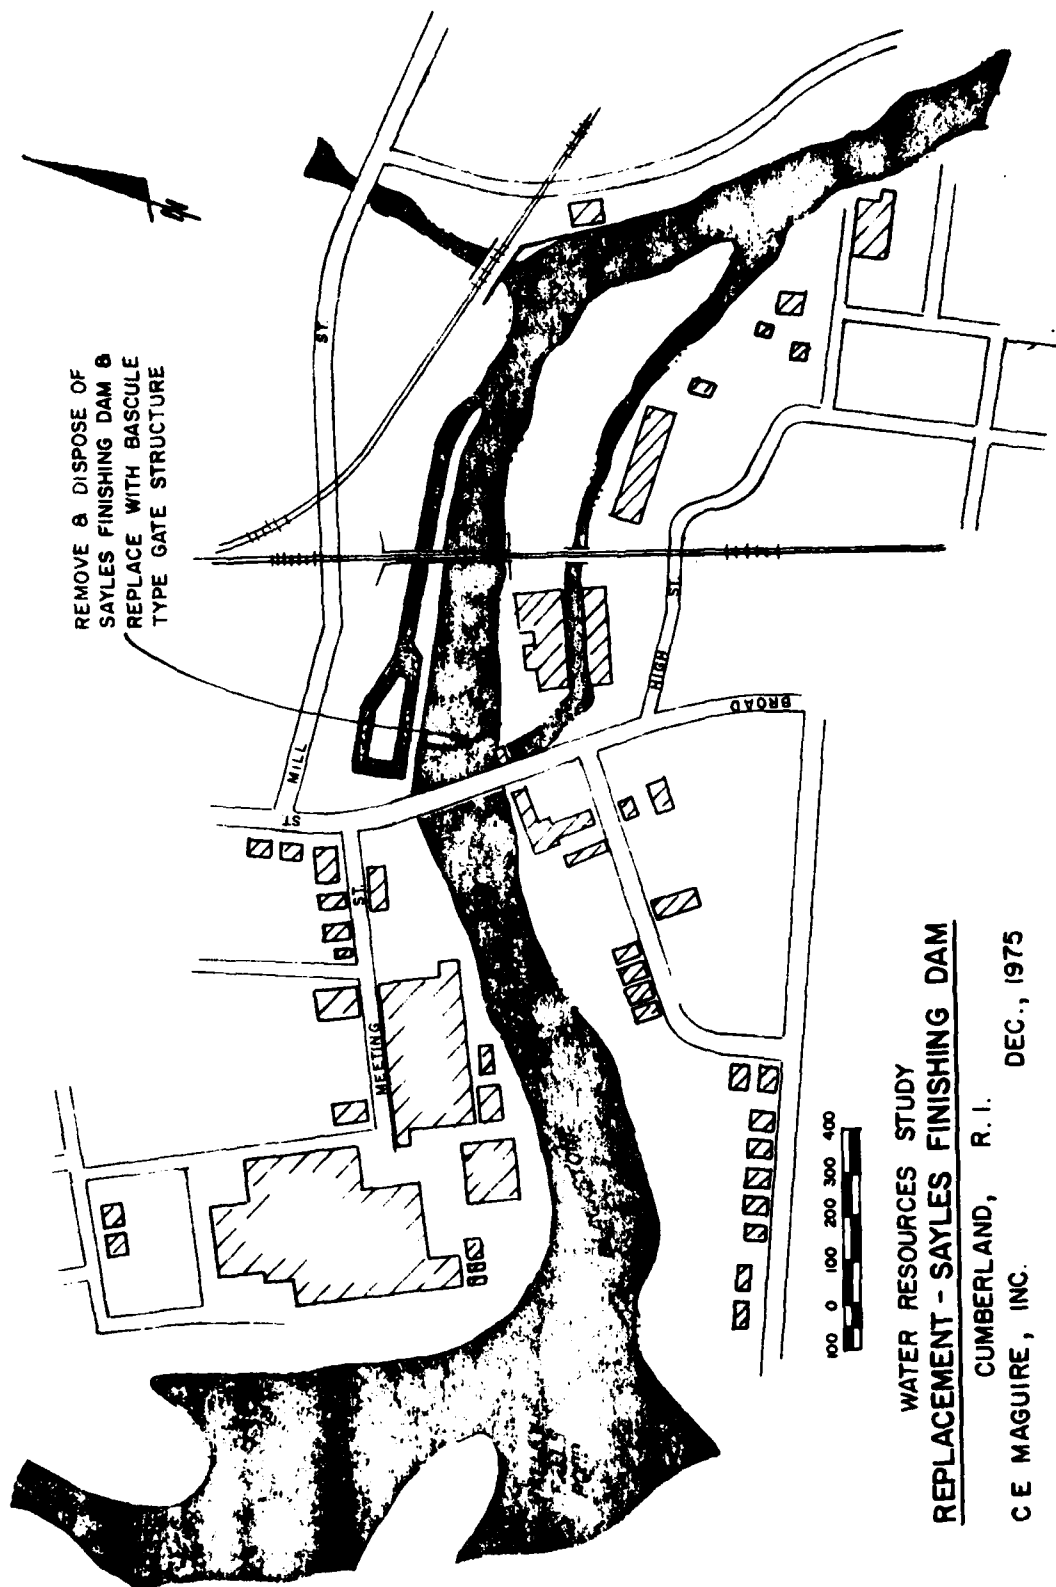 REMOVE & DISPOSE OF
SAYLES FINISHING DAM &
REPLACE WITH BASCULE
TYPE GATE STRUCTURE
MILL
ST.
ST.
MEETING
ST.
HIGH
ST.
BROAD
100 0 100 200 300 400
WATER RESOURCES STUDY
REPLACEMENT - SAYLES FINISHING DAM
CUMBERLAND, R.I.
C E MAGUIRE, INC. DEC., 1975